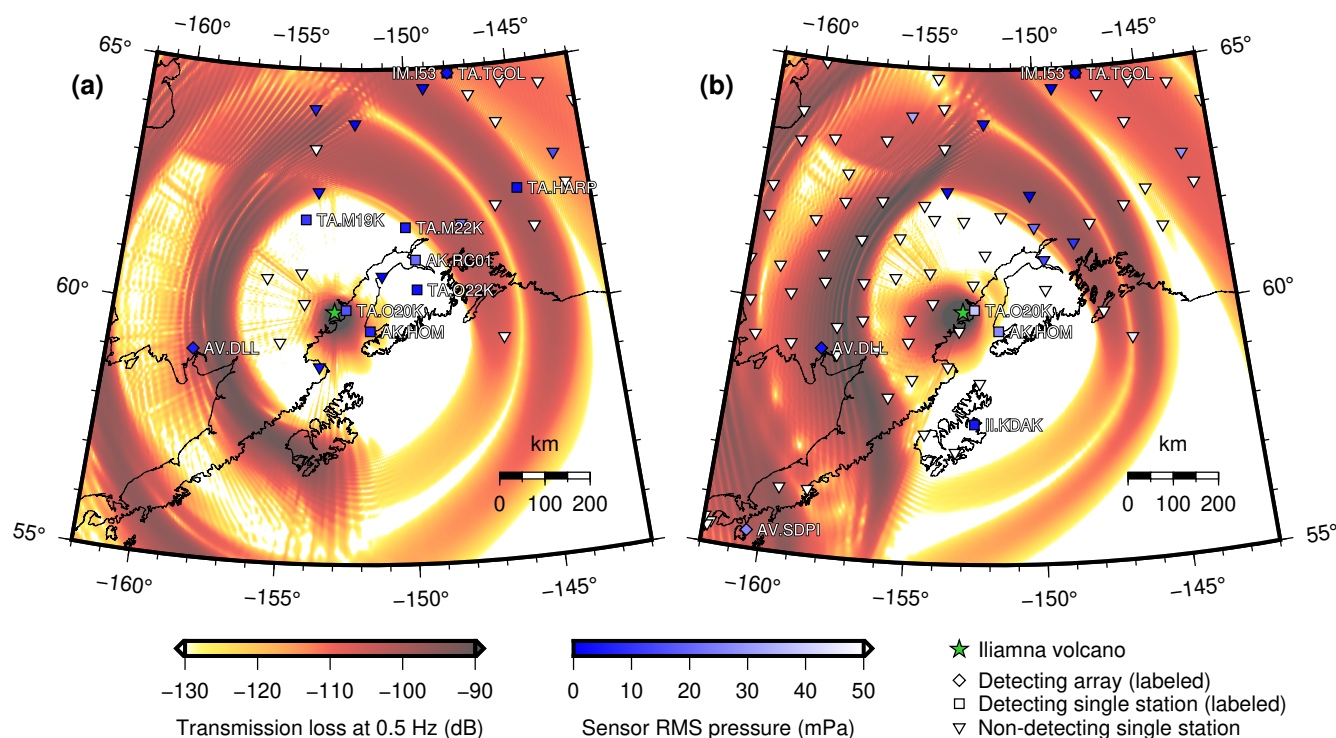 −160° −155° −150° −145°
65°
(a)
IM.I53 TA.TCOL
TA.HARP
TA.M19K
TA.M22K
AK.RC01
60°
TA.O22K
TA.O20K
AK.HOM
AV.DLL
km
0 100 200
55°
−160° −155° −150° −145°
−160° −155° −150° −145°
65°
(b)
IM.I53 TA.TCOL
60°
TA.O20K
AK.HOM
AV.DLL
II.KDAK
km
0 100 200
AV.SDPI
55°
−160° −155° −150° −145°
−130 −120 −110 −100 −90
Transmission loss at 0.5 Hz (dB)
0 10 20 30 40 50
Sensor RMS pressure (mPa)
Iliamna volcano
Detecting array (labeled)
Detecting single station (labeled)
Non−detecting single station